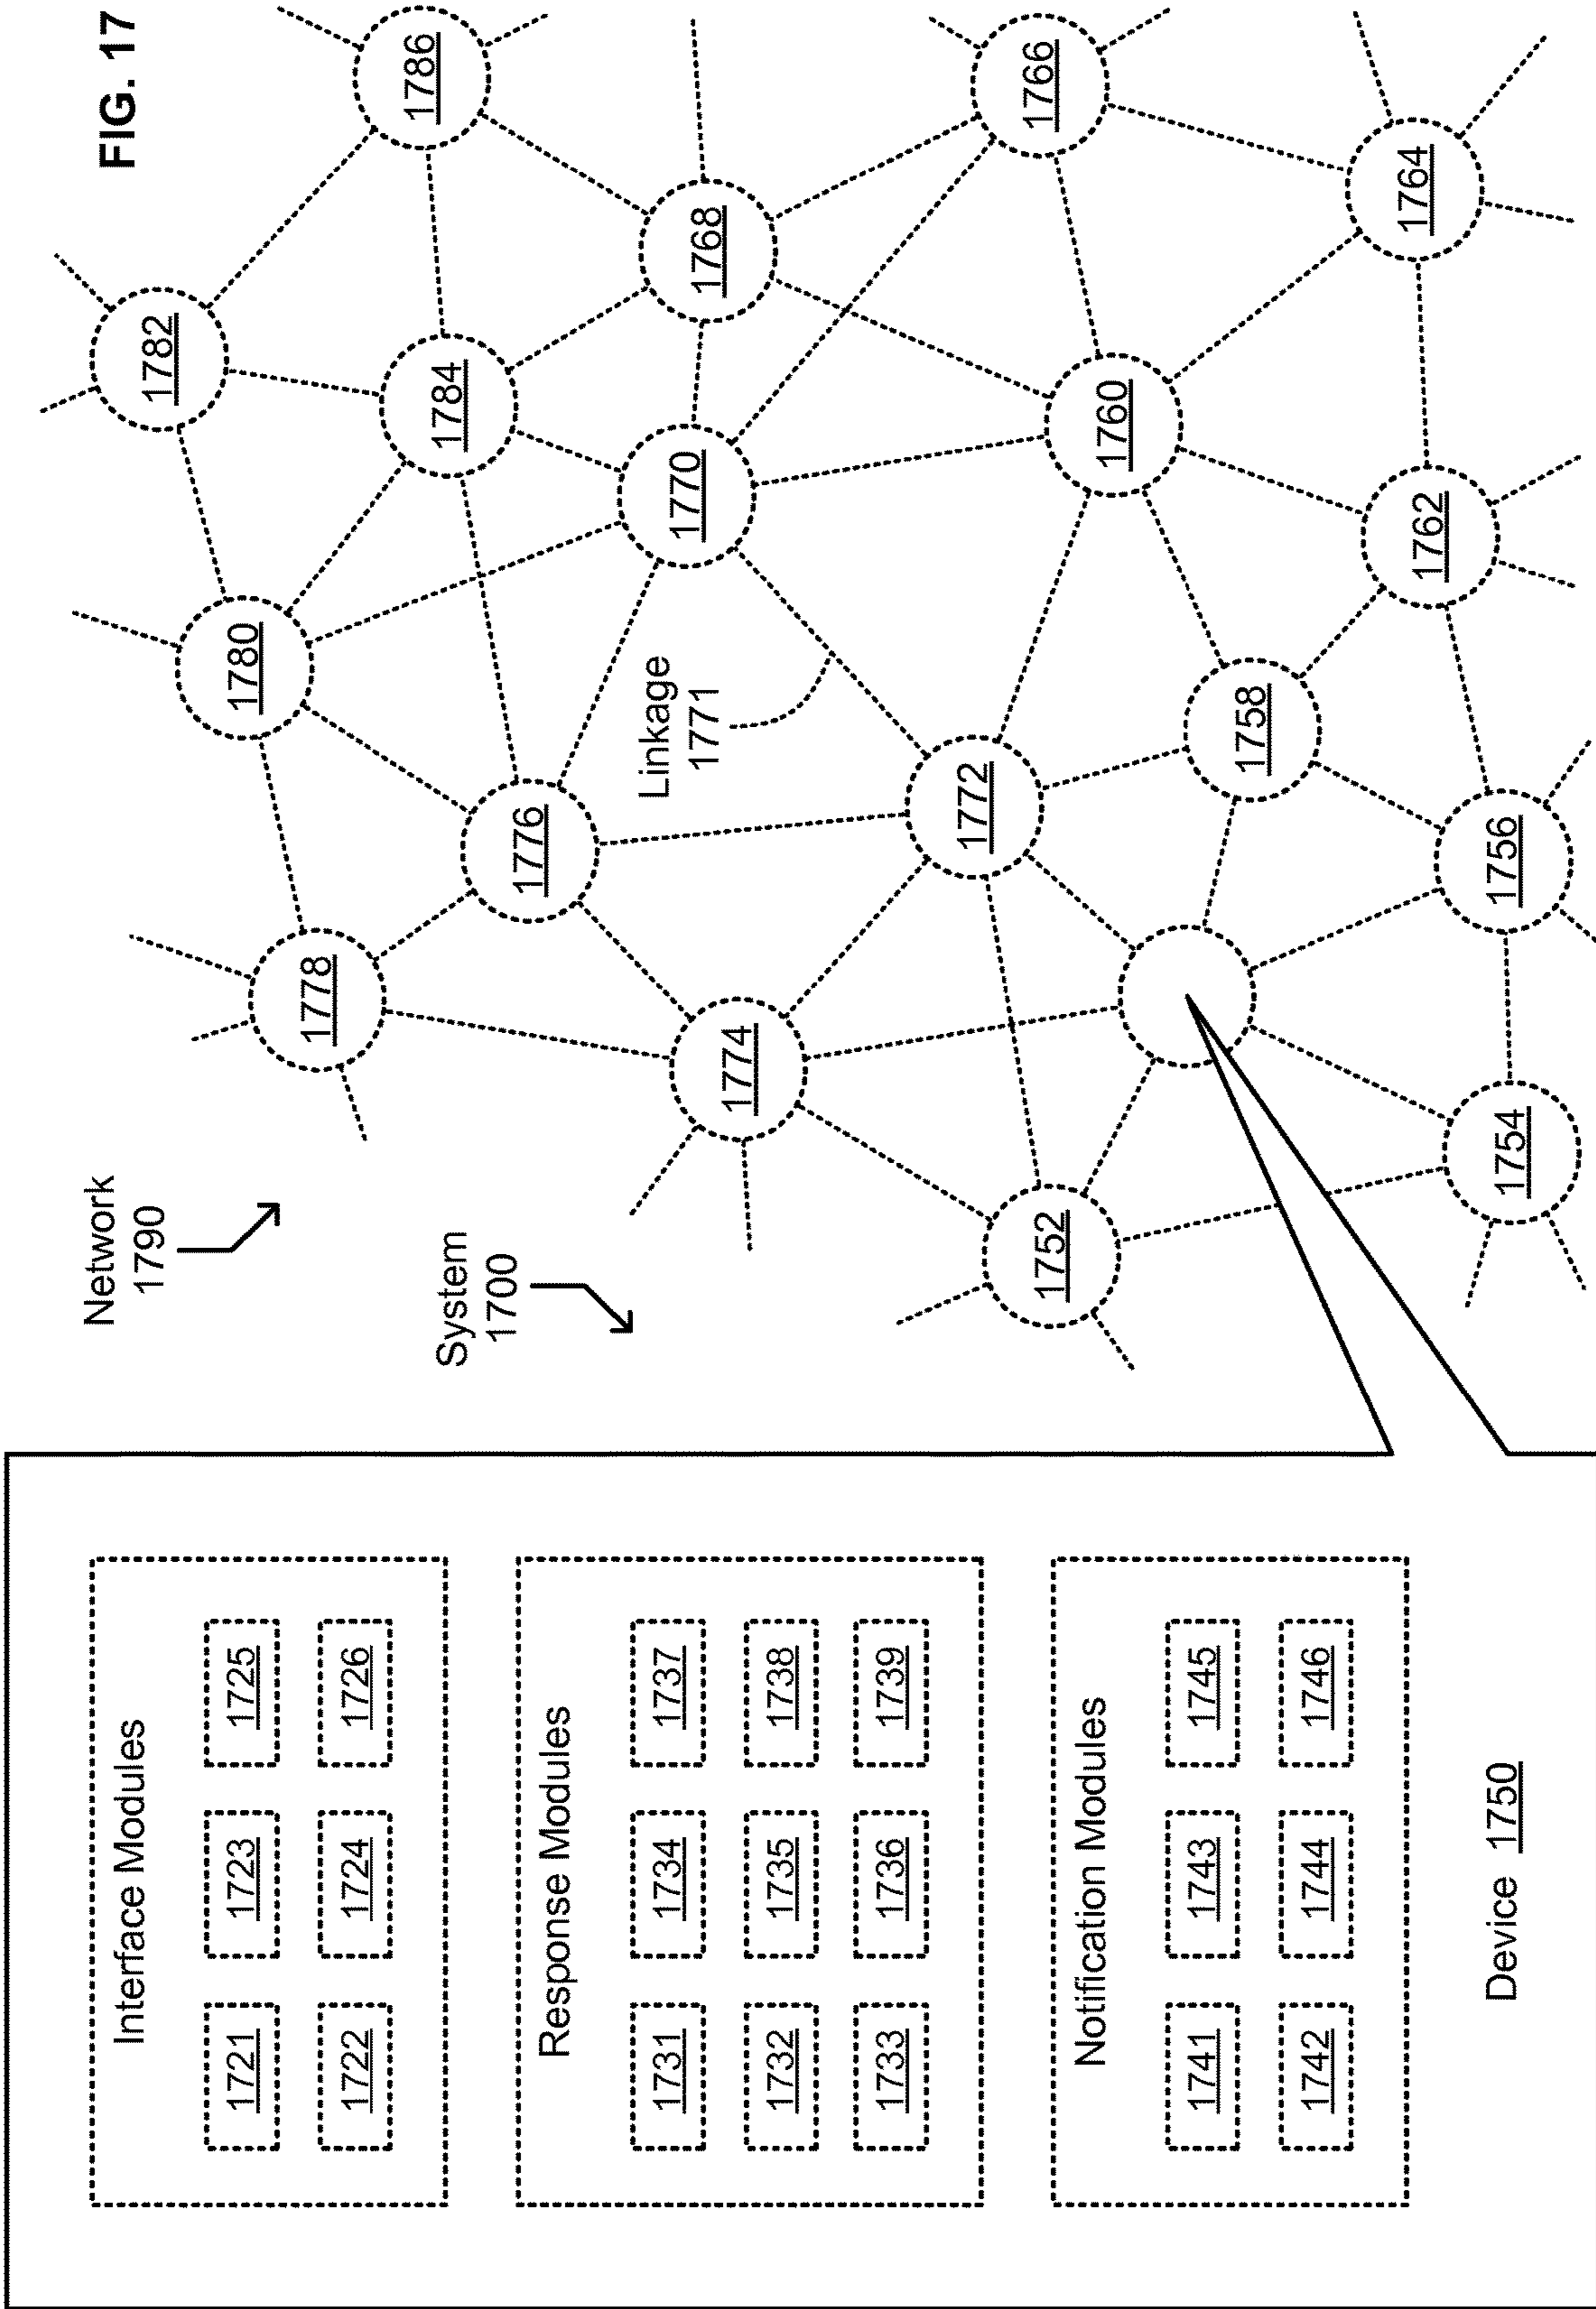 FIG. 17
Network
1790
System
1700
Linkage
1771
1782
1786
1780
1784
1778
1776
1770
1768
1774
1772
1760
1766
1752
1758
1754
1756
1762
1764
Interface Modules
1721 1723 1725
1722 1724 1726
Response Modules
1731 1734 1737
1732 1735 1738
1733 1736 1739
Notification Modules
1741 1743 1745
1742 1744 1746
Device 1750